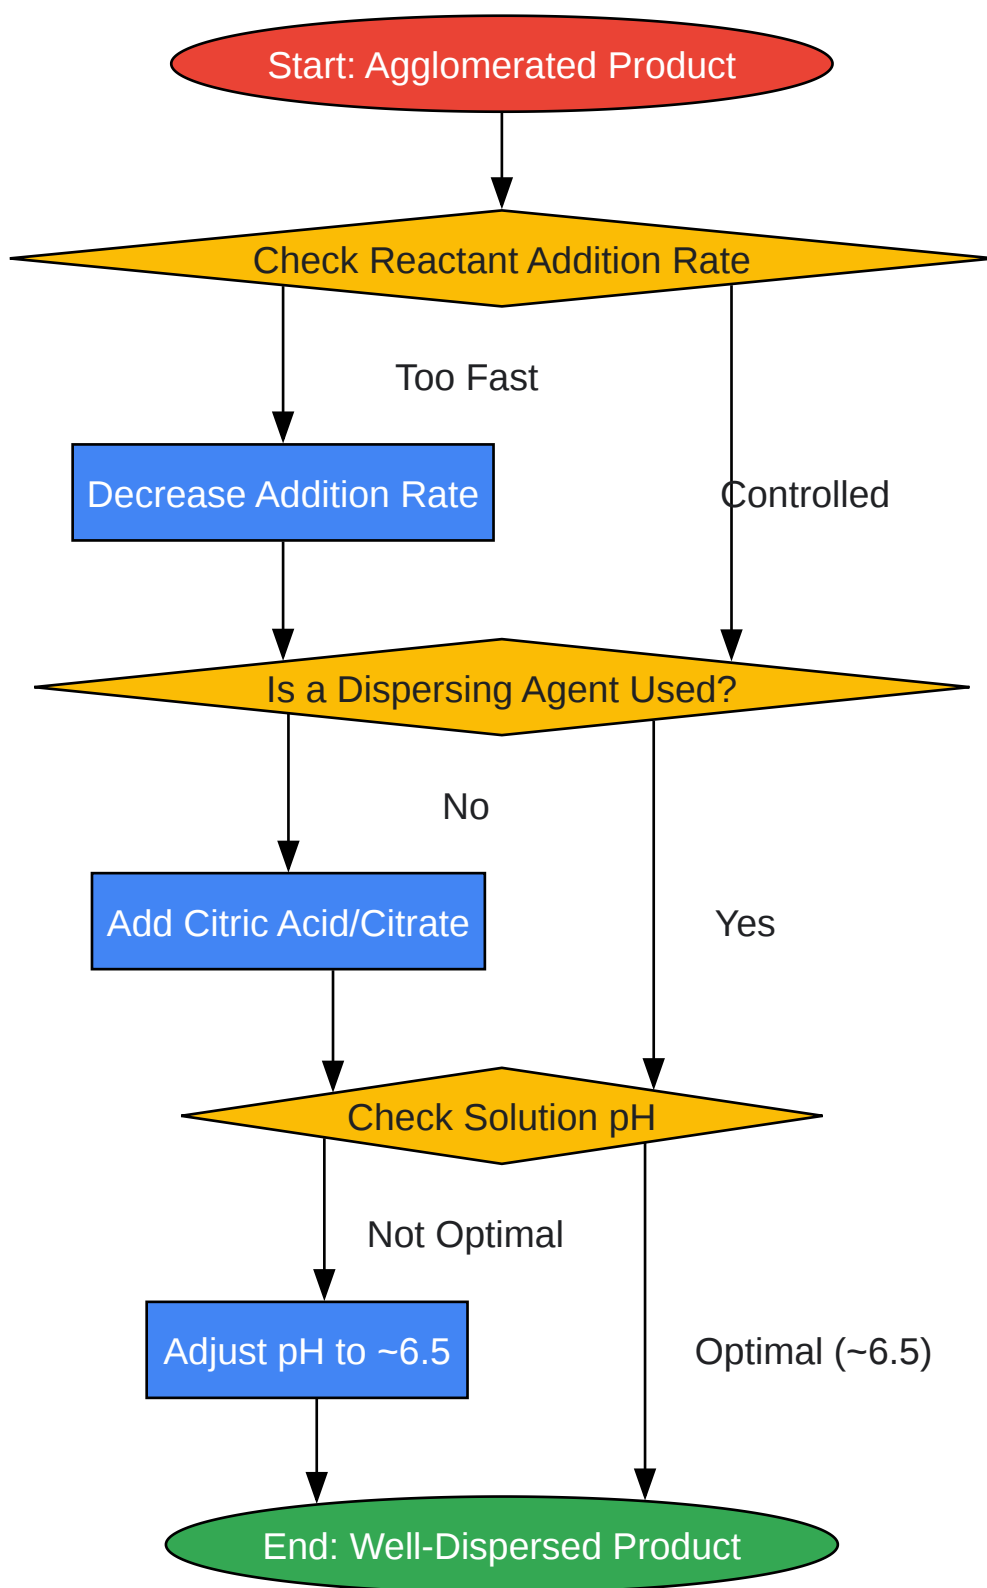 Start: Agglomerated Product
Check Reactant Addition Rate
Too Fast
Decrease Addition Rate
Controlled
Is a Dispersing Agent Used?
No
Add Citric Acid/Citrate
Yes
Check Solution pH
Not Optimal
Adjust pH to ~6.5
Optimal (~6.5)
End: Well-Dispersed Product